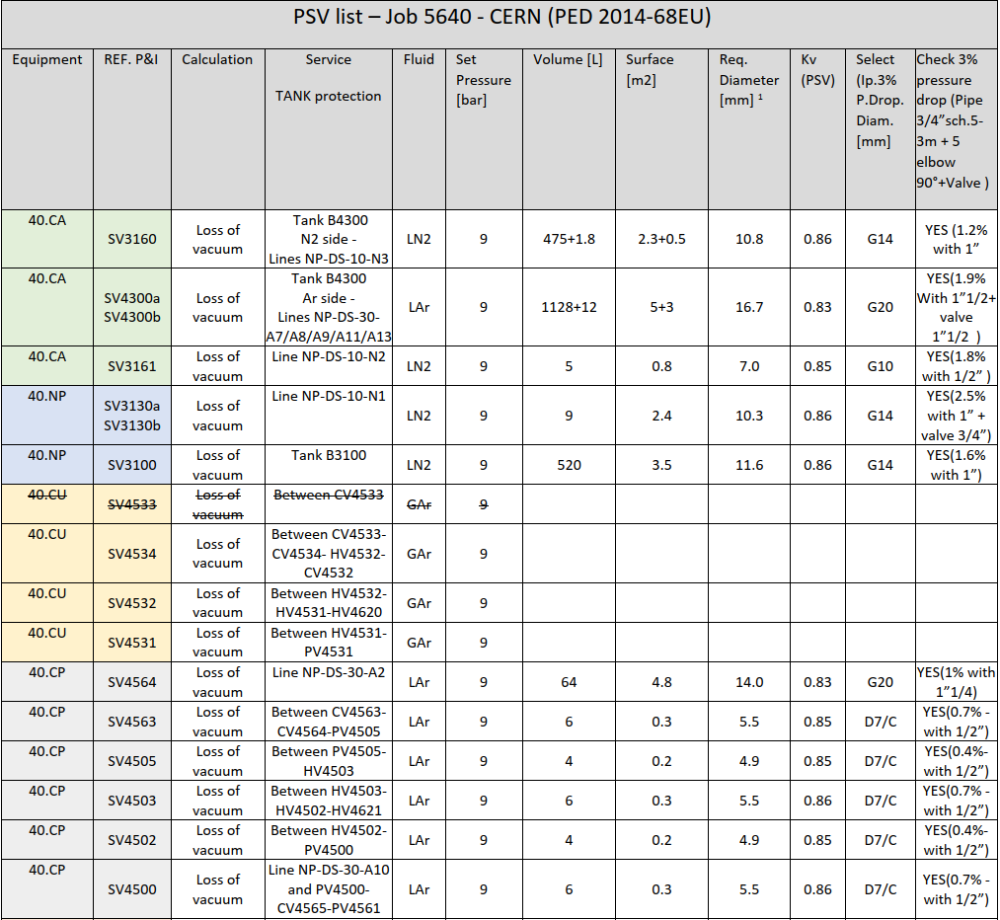 PSV list – Job 5640 - CERN (PED 2014-68EU)
Equipment | REF. P&I | Calculation | Service TANK protection | Fluid | Set Pressure [bar] | Volume [L] | Surface [m2] | Req. Diameter [mm] ¹ | Kv (PSV) | Select (Ip.3% P.Drop. Diam. [mm] | Check 3% pressure drop (Pipe 3/4”sch.5- 3m + 5 elbow 90°+Valve )
40.CA | SV3160 | Loss of vacuum | Tank B4300 N2 side - Lines NP-DS-10-N3 | LN2 | 9 | 475+1.8 | 2.3+0.5 | 10.8 | 0.86 | G14 | YES (1.2% with 1”
40.CA | SV4300a SV4300b | Loss of vacuum | Tank B4300 Ar side - Lines NP-DS-30- A7/A8/A9/A11/A13 | LAr | 9 | 1128+12 | 5+3 | 16.7 | 0.83 | G20 | YES(1.9% With 1”1/2+ valve 1”1/2 )
40.CA | SV3161 | Loss of vacuum | Line NP-DS-10-N2 | LN2 | 9 | 5 | 0.8 | 7.0 | 0.85 | G10 | YES(1.8% with 1/2” )
40.NP | SV3130a SV3130b | Loss of vacuum | Line NP-DS-10-N1 | LN2 | 9 | 9 | 2.4 | 10.3 | 0.86 | G14 | YES(2.5% with 1” + valve 3/4”)
40.NP | SV3100 | Loss of vacuum | Tank B3100 | LN2 | 9 | 520 | 3.5 | 11.6 | 0.86 | G14 | YES(1.6% with 1”)
40.CU | SV4533 | Loss of vacuum | Between CV4533 | GAr | 9
40.CU | SV4534 | Loss of vacuum | Between CV4533- CV4534- HV4532- CV4532 | GAr | 9
40.CU | SV4532 | Loss of vacuum | Between HV4532- HV4531-HV4620 | GAr | 9
40.CU | SV4531 | Loss of vacuum | Between HV4531- PV4531 | GAr | 9
40.CP | SV4564 | Loss of vacuum | Line NP-DS-30-A2 | LAr | 9 | 64 | 4.8 | 14.0 | 0.83 | G20 | YES(1% with 1”1/4)
40.CP | SV4563 | Loss of vacuum | Between CV4563- CV4564-PV4505 | LAr | 9 | 6 | 0.3 | 5.5 | 0.85 | D7/C | YES(0.7% - with 1/2”)
40.CP | SV4505 | Loss of vacuum | Between PV4505- HV4503 | LAr | 9 | 4 | 0.2 | 4.9 | 0.85 | D7/C | YES(0.4%- with 1/2”)
40.CP | SV4503 | Loss of vacuum | Between HV4503- HV4502-HV4621 | LAr | 9 | 6 | 0.3 | 5.5 | 0.86 | D7/C | YES(0.7% - with 1/2”)
40.CP | SV4502 | Loss of vacuum | Between HV4502- PV4500 | LAr | 9 | 4 | 0.2 | 4.9 | 0.85 | D7/C | YES(0.4%- with 1/2”)
40.CP | SV4500 | Loss of vacuum | Line NP-DS-30-A10 and PV4500- CV4565-PV4561 | LAr | 9 | 6 | 0.3 | 5.5 | 0.86 | D7/C | YES(0.7% - with 1/2”)